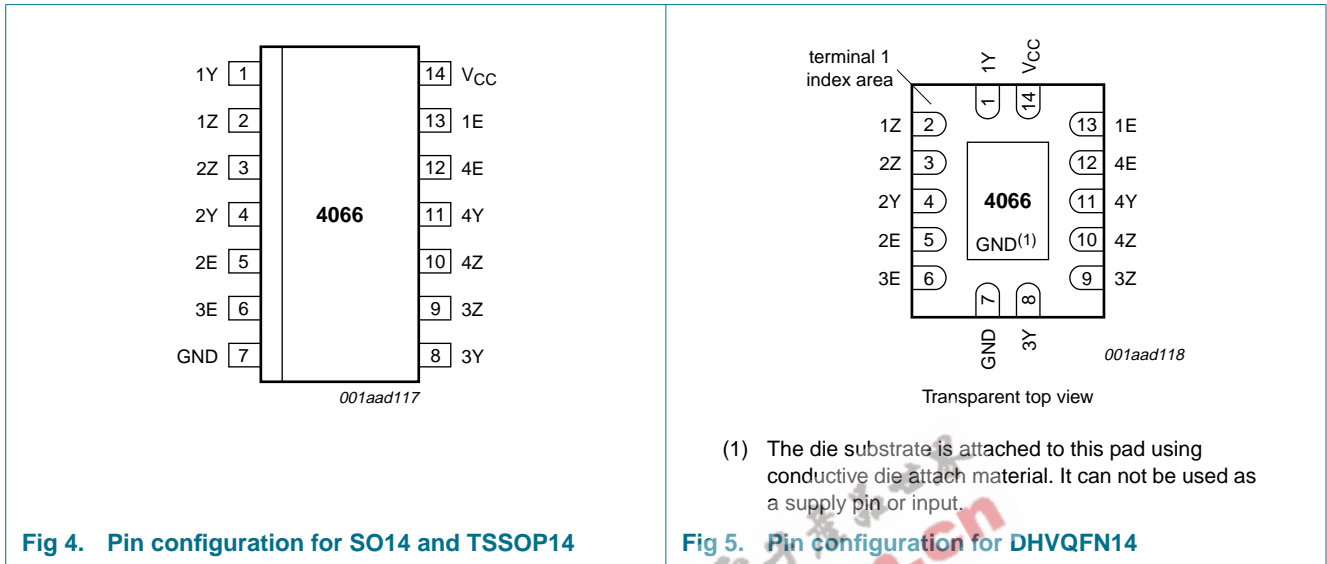 1Y 1 14 VCC
1Z 2 13 1E
2Z 3 12 4E
2Y 4 4066 11 4Y
2E 5 10 4Z
3E 6 9 3Z
GND 7 8 3Y
001aad117
Fig 4. Pin configuration for SO14 and TSSOP14
terminal 1
index area
1Y VCC
1 14
1Z 2 13 1E
2Z 3 12 4E
2Y 4 4066 11 4Y
2E 5 GND(1) 10 4Z
3E 6 9 3Z
7 8
GND 3Y
001aad118
Transparent top view
(1) The die substrate is attached to this pad using
conductive die attach material. It can not be used as
a supply pin or input.
Fig 5. Pin configuration for DHVQFN14
.cn